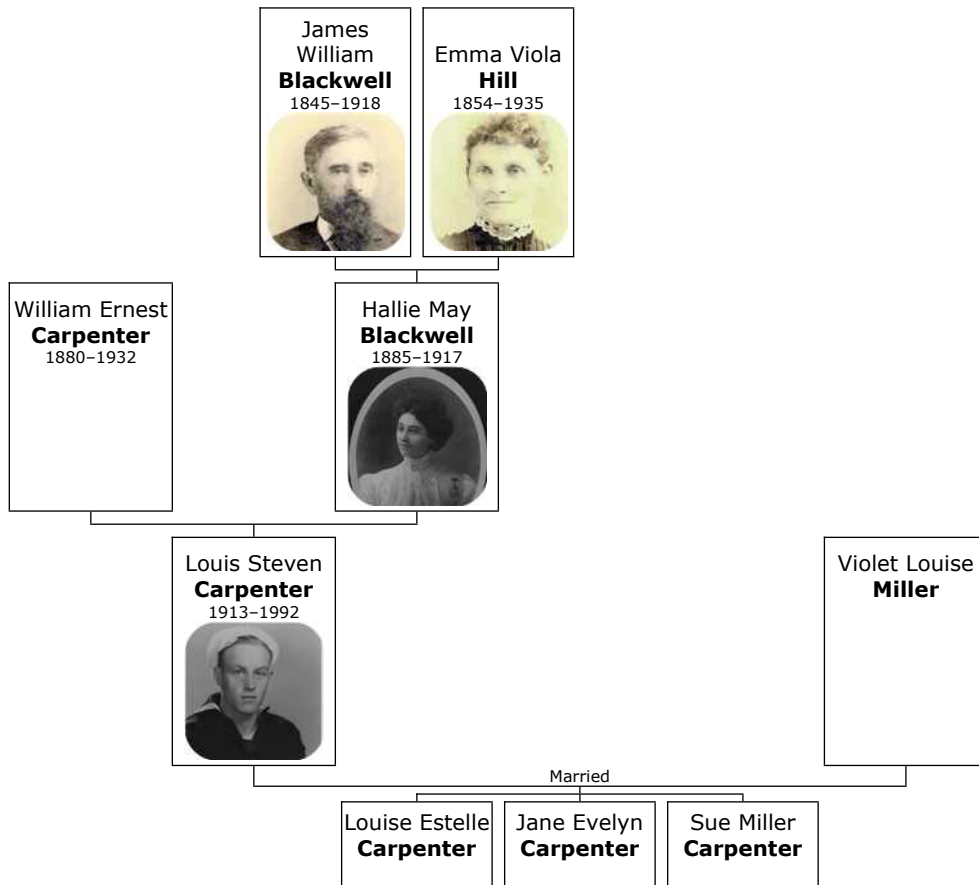 James
William
Blackwell
1845–1918
Emma Viola
Hill
1854–1935
William Ernest
Carpenter
1880–1932
Hallie May
Blackwell
1885–1917
Louis Steven
Carpenter
1913–1992
Violet Louise
Miller
Married
Louise Estelle
Carpenter
Jane Evelyn
Carpenter
Sue Miller
Carpenter